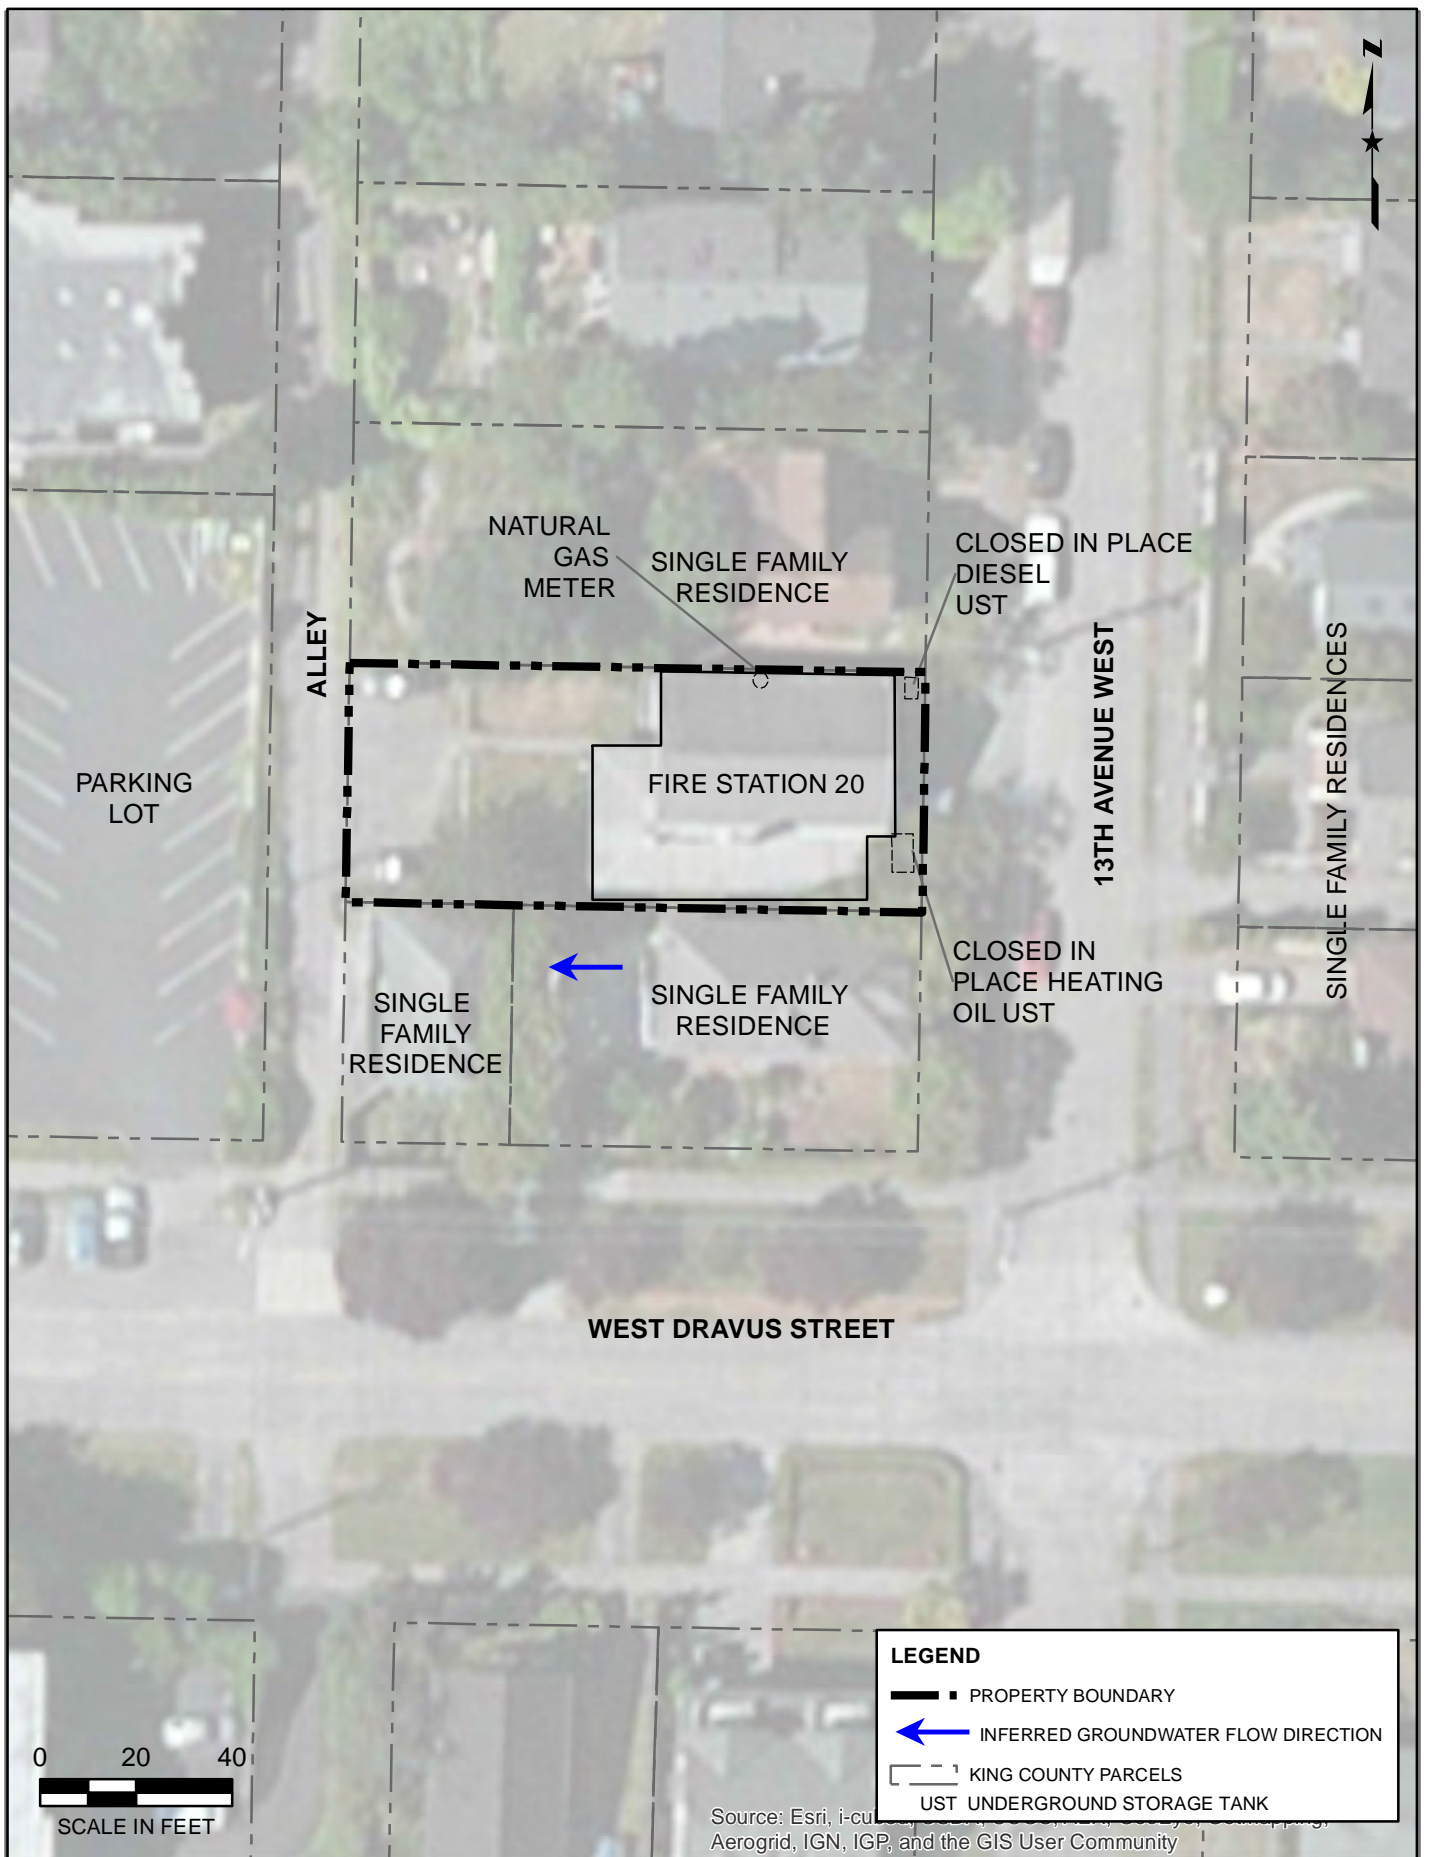 N
NATURAL
GAS
METER
SINGLE FAMILY
RESIDENCE
CLOSED IN PLACE
DIESEL
UST
ALLEY
13TH AVENUE WEST
SINGLE FAMILY RESIDENCES
PARKING
LOT
FIRE STATION 20
CLOSED IN
PLACE HEATING
OIL UST
SINGLE
FAMILY
RESIDENCE
SINGLE FAMILY
RESIDENCE
WEST DRAVUS STREET
LEGEND
PROPERTY BOUNDARY
INFERRED GROUNDWATER FLOW DIRECTION
KING COUNTY PARCELS
UST UNDERGROUND STORAGE TANK
0 20 40
SCALE IN FEET
Source: Esri,
Aerogrid, IGN, IGP, and the GIS User Community